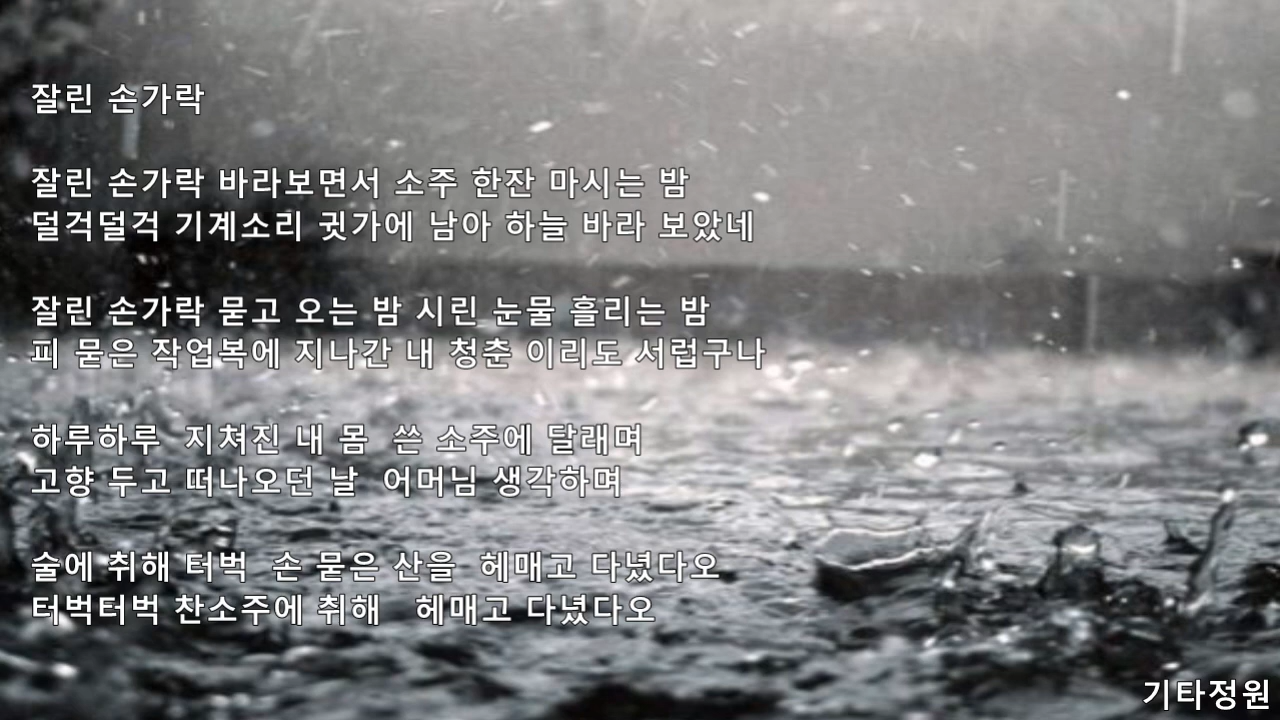 잘린 손가락
잘린 손가락 바라보면서 소주 한잔 마시는 밤
덜걱덜걱 기계소리 귓가에 남아 하늘 바라 보았네
잘린 손가락 묻고 오는 밤 시린 눈물 흘리는 밤
피 뭍은 작업복에 지나간 내 청춘 이리도 서럽구나
하루하루 지쳐진 내 몸 쓴 소주에 달래며
고향 두고 떠나오던 날 어머님 생각하며
술에 취해 터벅 손 뭍은 산을 헤매고 다녔다오
터벅터벅 찬소주에 취해 헤매고 다녔다오
기타정원